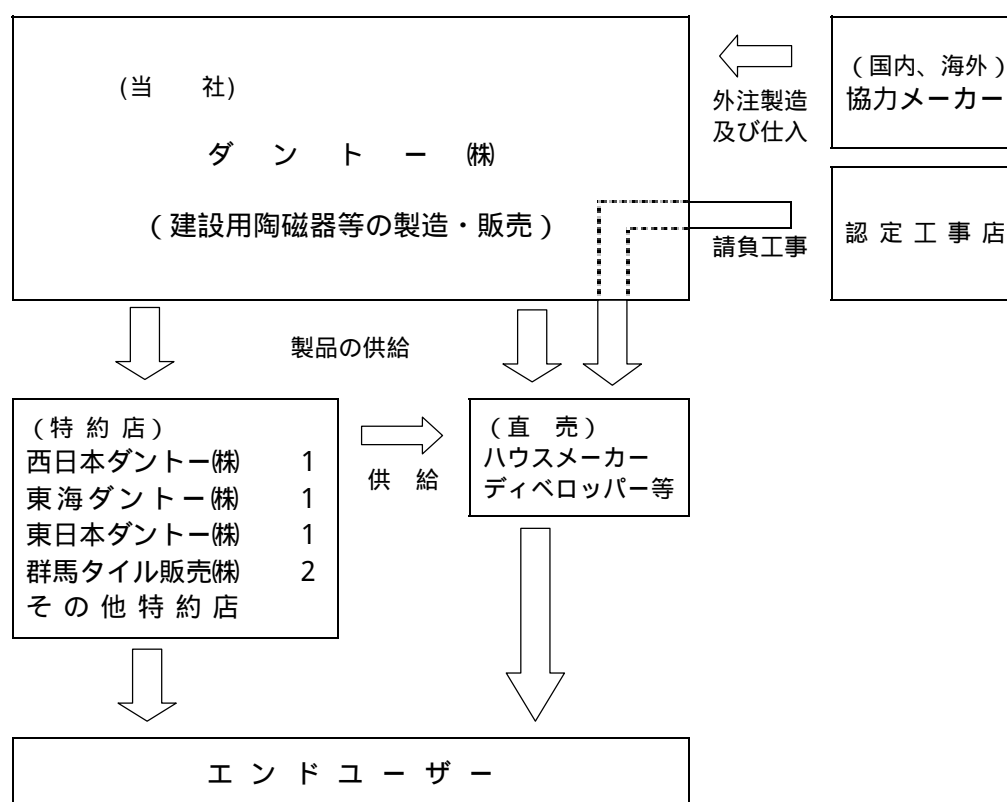 (当 社)
ダ ン ト ー ㈱
(建設用陶磁器等の製造・販売)
外注製造
及び仕入
(国内、海外)
協力メーカー
請負工事
認 定 工 事 店
製品の供給
(特 約 店)
西日本ダントー㈱ 1
東海ダントー㈱ 1
東日本ダントー㈱ 1
群馬タイル販売㈱ 2
そ の 他 特 約 店
供 給
(直 売)
ハウスメーカー
ディベロッパー等
エ ン ド ユ ー ザ ー